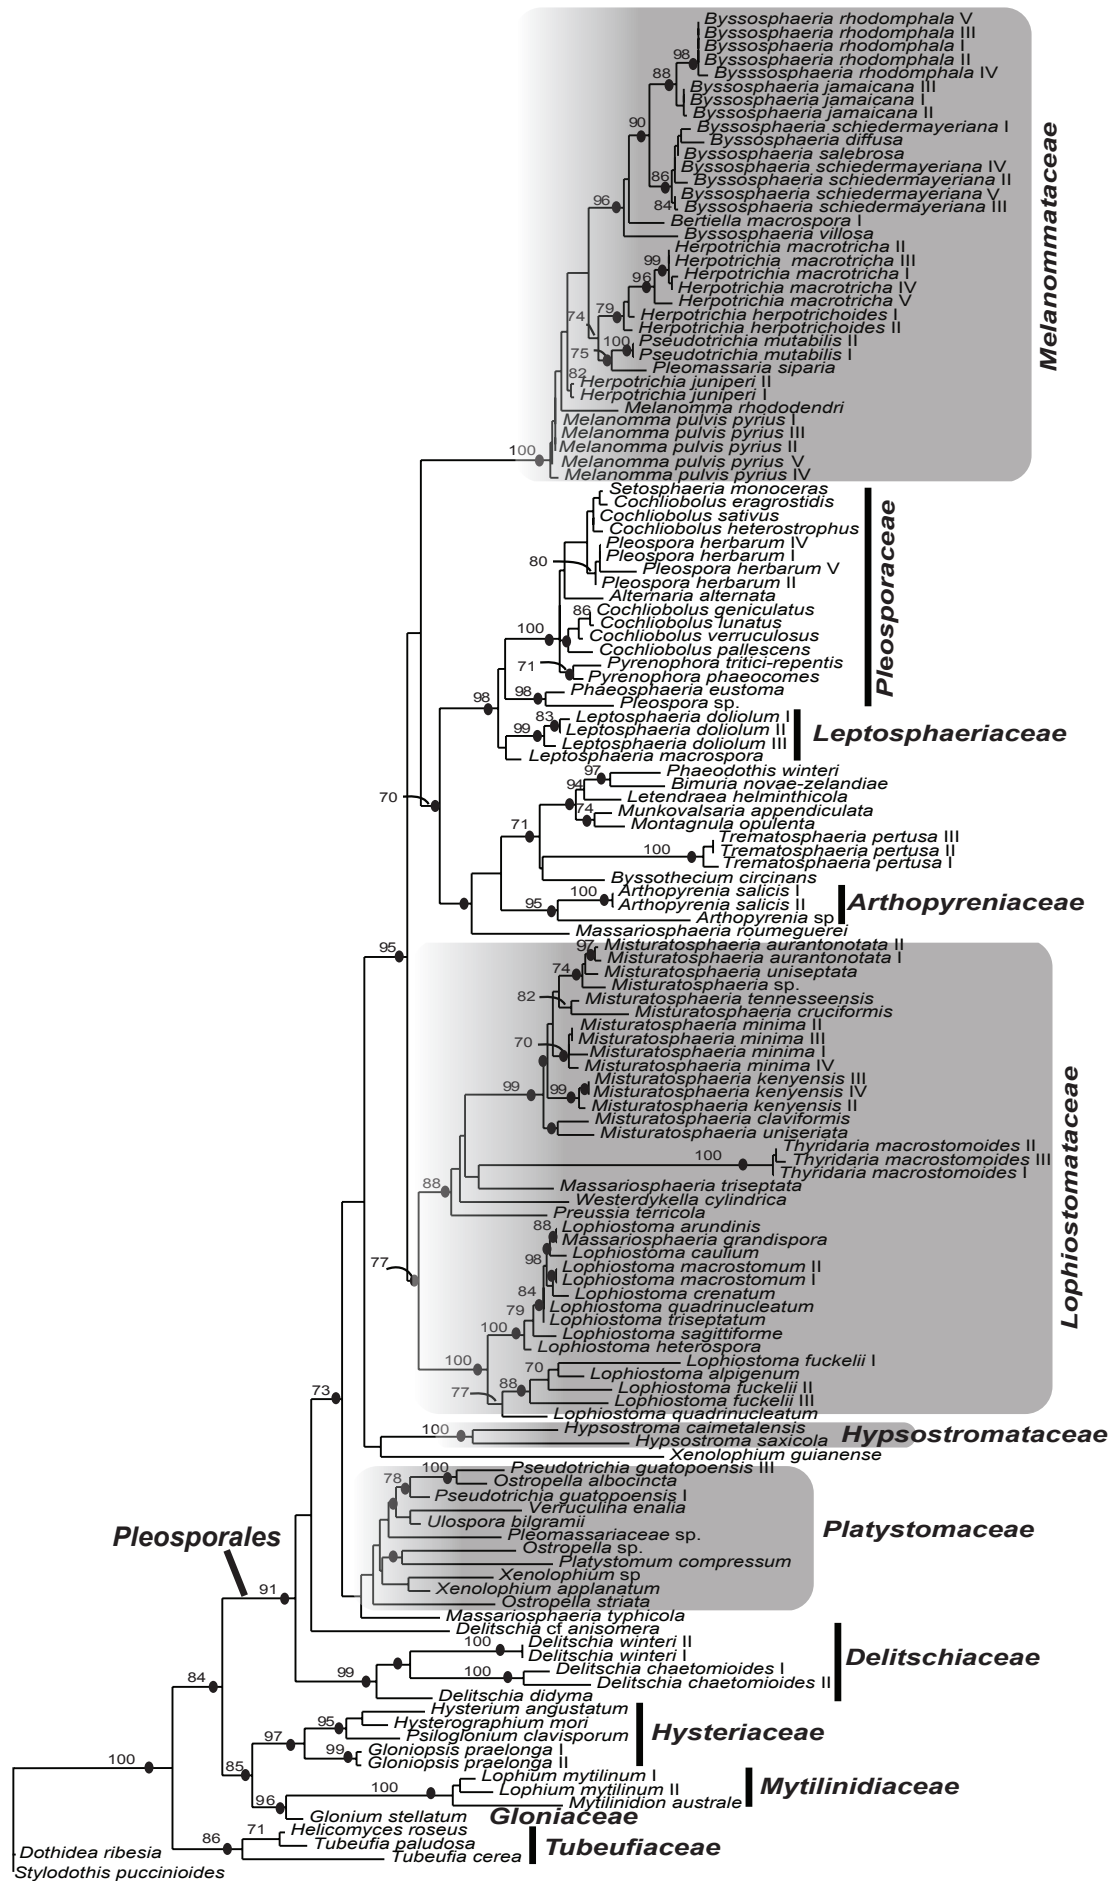 Byssosphaeria rhodomphala V
Byssosphaeria rhodomphala III
Byssosphaeria rhodomphala I
98 Byssosphaeria rhodomphala II
88 Bysssosphaeria rhodomphala IV
Byssosphaeria jamaicana III
Byssosphaeria jamaicana I
Byssosphaeria jamaicana II
90 Byssosphaeria schiedermayeriana I
Byssosphaeria diffusa
Byssosphaeria salebrosa
Byssosphaeria schiedermayeriana IV
86 Byssosphaeria schiedermayeriana II
Byssosphaeria schiedermayeriana V
96 84 Byssosphaeria schiedermayeriana III
Bertiella macrospora I
Byssosphaeria villosa
Herpotrichia macrotricha II
99 Herpotrichia macrotricha III
96 Herpotrichia macrotricha I
Herpotrichia macrotricha IV
Herpotrichia macrotricha V
74 79 Herpotrichia herpotrichoides I
Herpotrichia herpotrichoides II
100 Pseudotrichia mutabilis II
75 Pseudotrichia mutabilis I
Pleomassaria siparia
82 Herpotrichia juniperi II
Herpotrichia juniperi I
Melanomma rhododendri
Melanomma pulvis pyrius I
Melanomma pulvis pyrius III
Melanomma pulvis pyrius II
100 Melanomma pulvis pyrius V
Melanomma pulvis pyrius IV
Melanommataceae
Setosphaeria monoceras
Cochliobolus eragrostidis
Cochliobolus sativus
Cochliobolus heterostrophus
Pleospora herbarum IV
80 Pleospora herbarum I
Pleospora herbarum V
Pleospora herbarum II
Alternaria alternata
86 Cochliobolus geniculatus
Cochliobolus lunatus
100 Cochliobolus verruculosus
Cochliobolus pallescens
71 Pyrenophora tritici-repentis
Pyrenophora phaeocomes
98 98 Phaeosphaeria eustoma
Pleospora sp.
Pleosporaceae
83 Leptosphaeria doliolum I
99 Leptosphaeria doliolum II
Leptosphaeria doliolum III
Leptosphaeria macrospora
Leptosphaeriaceae
97 Phaeodothis winteri
94 Bimuria novae-zelandiae
70 Letendraea helminthicola
74 Munkovalsaria appendiculata
71 Montagnula opulenta
Trematosphaeria pertusa III
100 Trematosphaeria pertusa II
Trematosphaeria pertusa I
Byssothecium circinans
100 Arthopyrenia salicis I
95 Arthopyrenia salicis II
Arthopyrenia sp
Arthopyreniaceae
Massariosphaeria roumeguerei
95 97 Misturatosphaeria aurantonotata II
Misturatosphaeria aurantonotata I
74 Misturatosphaeria uniseptata
Misturatosphaeria sp.
82 Misturatosphaeria tennesseensis
Misturatosphaeria cruciformis
Misturatosphaeria minima II
Misturatosphaeria minima III
70 Misturatosphaeria minima I
Misturatosphaeria minima IV
Misturatosphaeria kenyensis III
99 99 Misturatosphaeria kenyensis IV
Misturatosphaeria kenyensis II
Misturatosphaeria claviformis
Misturatosphaeria uniseriata
Thyridaria macrostomoides II
100 Thyridaria macrostomoides III
Thyridaria macrostomoides I
88 Massariosphaeria triseptata
Westerdykella cylindrica
Preussia terricola
88 Lophiostoma arundinis
Massariosphaeria grandispora
98 Lophiostoma caulium
77 Lophiostoma macrostomum II
Lophiostoma macrostomum I
84 Lophiostoma crenatum
79 Lophiostoma quadrinucleatum
Lophiostoma triseptatum
100 Lophiostoma sagittiforme
Lophiostoma heterospora
100 70 Lophiostoma fuckelii I
Lophiostoma alpigenum
77 88 Lophiostoma fuckelii II
Lophiostoma fuckelii III
Lophiostoma quadrinucleatum
Lophiostomataceae
73
100 Hypsostroma caimetalensis
Hypsostroma saxicola
Hypsostromataceae
Xenolophium guianense
100 Pseudotrichia guatopoensis III
78 Ostropella albocincta
Pseudotrichia guatopoensis I
Verruculina enalia
Ulospora bilgramii
Pleomassariaceae sp.
Ostropella sp.
Platystomum compressum
Xenolophium sp
Xenolophium applanatum
Ostropella striata
Platystomaceae
Pleosporales
91
Massariosphaeria typhicola
Delitschia cf anisomera
100 Delitschia winteri II
Delitschia winteri I
99 100 Delitschia chaetomioides I
Delitschia chaetomioides II
Delitschia didyma
Delitschiaceae
84
Hysterium angustatum
95 Hysterographium mori
97 Psiloglonium clavisporum
99 Gloniopsis praelonga I
Gloniopsis praelonga II
Hysteriaceae
100 85
Lophium mytilinum I
100 Lophium mytilinum II
96 Mytilinidion australe
Mytilinidiaceae
Glonium stellatum Gloniaceae
71 Helicomyces roseus
86 Tubeufia paludosa
Tubeufia cerea
Tubeufiaceae
Dothidea ribesia
Stylodothis puccinioides